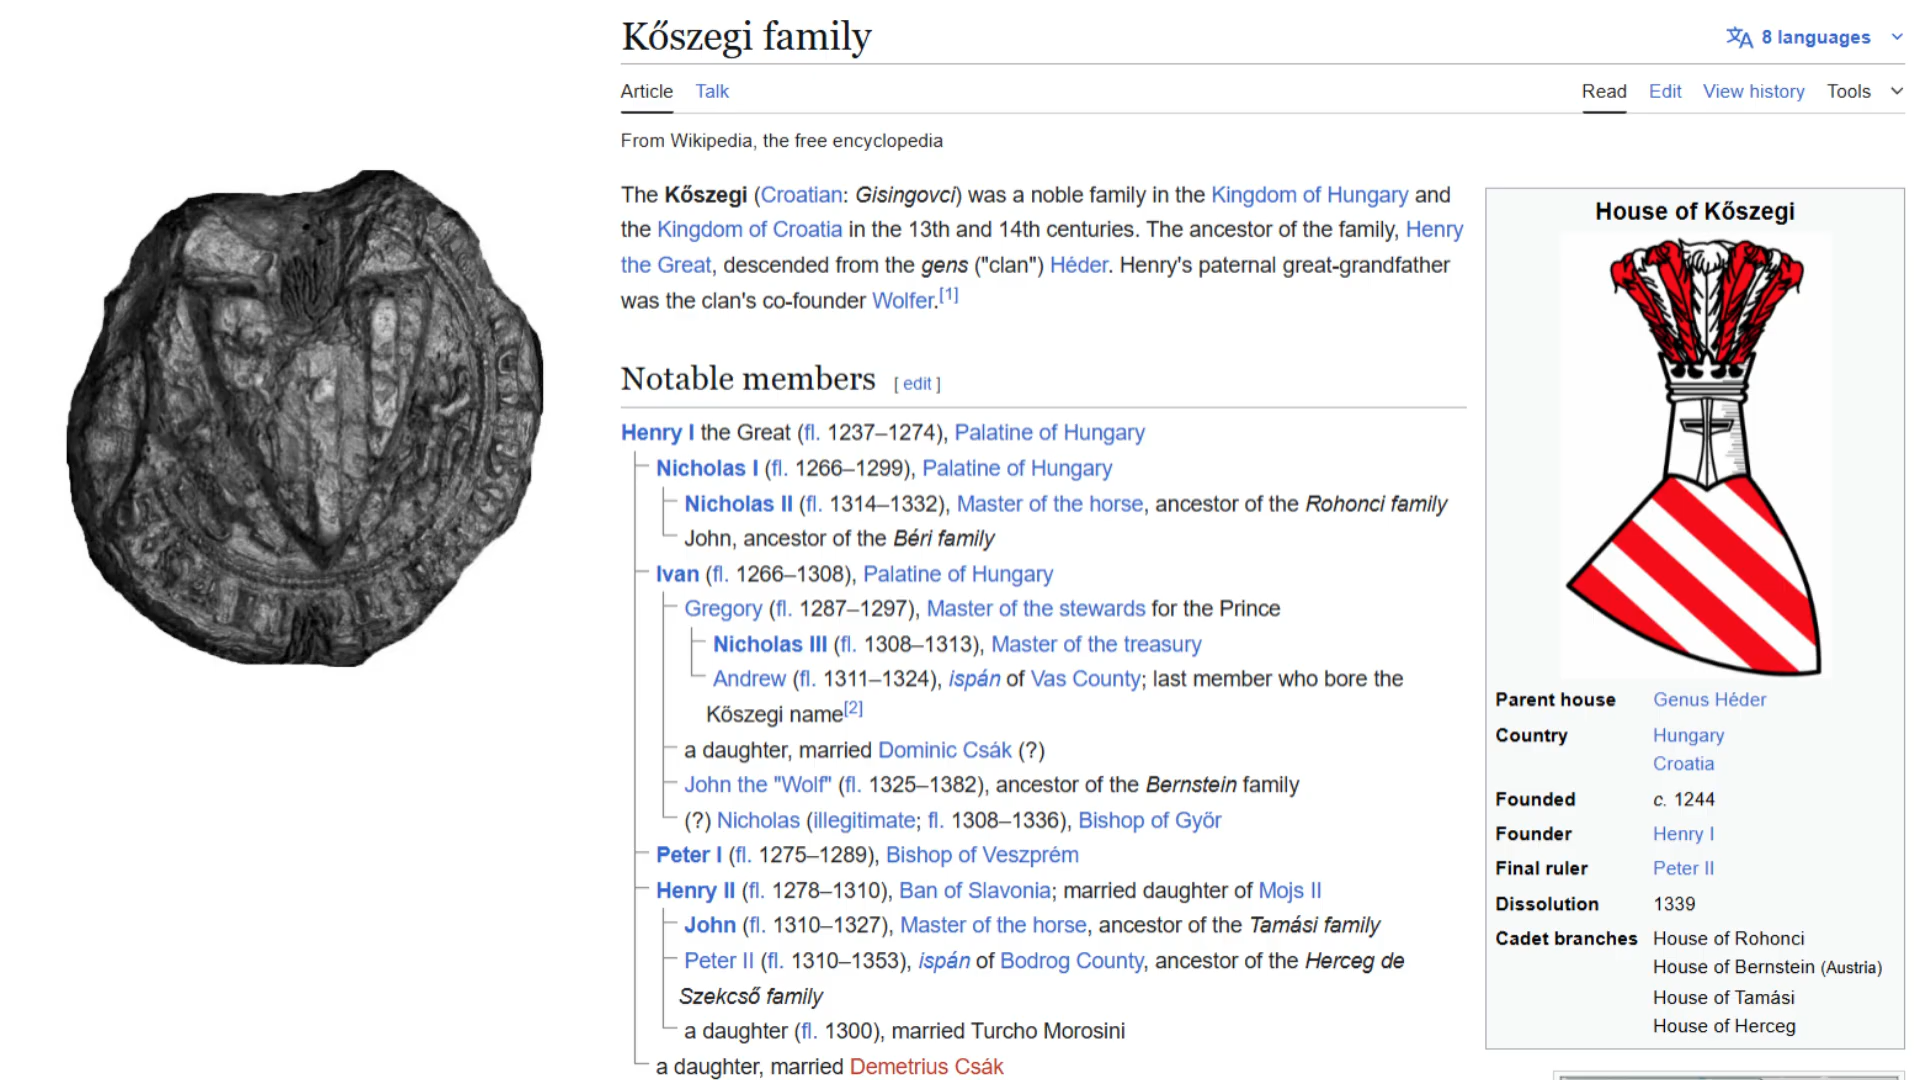 Kőszegi family
8 languages
Article Talk
Read Edit View history Tools
From Wikipedia, the free encyclopedia
The Kőszegi (Croatian: Gisingovci) was a noble family in the Kingdom of Hungary and
the Kingdom of Croatia in the 13th and 14th centuries. The ancestor of the family, Henry
the Great, descended from the gens ("clan") Héder. Henry's paternal great-grandfather
was the clan's co-founder Wolfer.[1]
Notable members [ edit ]
Henry I the Great (fl. 1237–1274), Palatine of Hungary
Nicholas I (fl. 1266–1299), Palatine of Hungary
Nicholas II (fl. 1314–1332), Master of the horse, ancestor of the Rohonci family
John, ancestor of the Béri family
Ivan (fl. 1266–1308), Palatine of Hungary
Gregory (fl. 1287–1297), Master of the stewards for the Prince
Nicholas III (fl. 1308–1313), Master of the treasury
Andrew (fl. 1311–1324), ispán of Vas County; last member who bore the
Kőszegi name[2]
a daughter, married Dominic Csák (?)
John the "Wolf" (fl. 1325–1382), ancestor of the Bernstein family
(?) Nicholas (illegitimate; fl. 1308–1336), Bishop of Győr
Peter I (fl. 1275–1289), Bishop of Veszprém
Henry II (fl. 1278–1310), Ban of Slavonia; married daughter of Mojs II
John (fl. 1310–1327), Master of the horse, ancestor of the Tamási family
Peter II (fl. 1310–1353), ispán of Bodrog County, ancestor of the Herceg de
Szekcső family
a daughter (fl. 1300), married Turcho Morosini
a daughter, married Demetrius Csák
House of Kőszegi
Parent house Genus Héder
Country Hungary
Croatia
Founded c. 1244
Founder Henry I
Final ruler Peter II
Dissolution 1339
Cadet branches House of Rohonci
House of Bernstein (Austria)
House of Tamási
House of Herceg